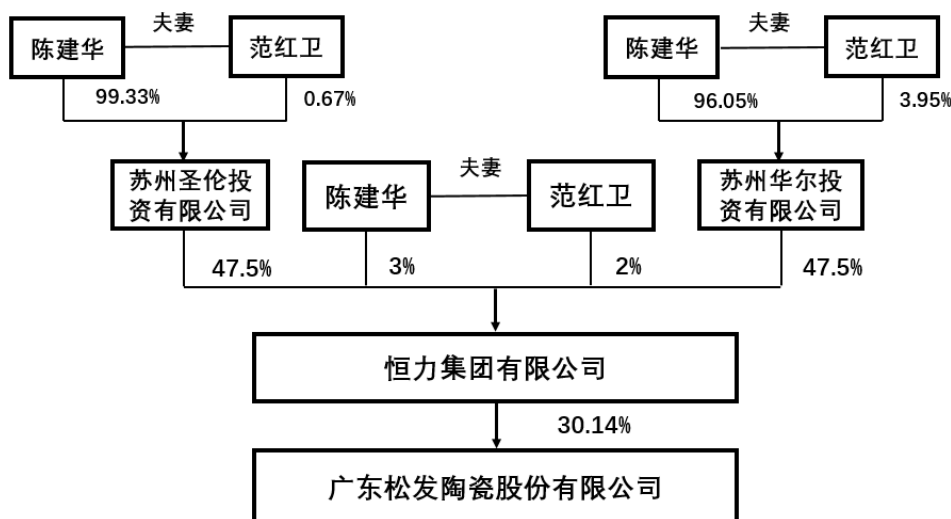 夫妻
夫妻
陈建华
范红卫
陈建华
范红卫
99.33%
0.67%
96.05%
3.95%
苏州圣伦投
资有限公司
夫妻
陈建华
范红卫
苏州华尔投
资有限公司
47.5%
3%
2%
47.5%
恒力集团有限公司
30.14%
广东松发陶瓷股份有限公司